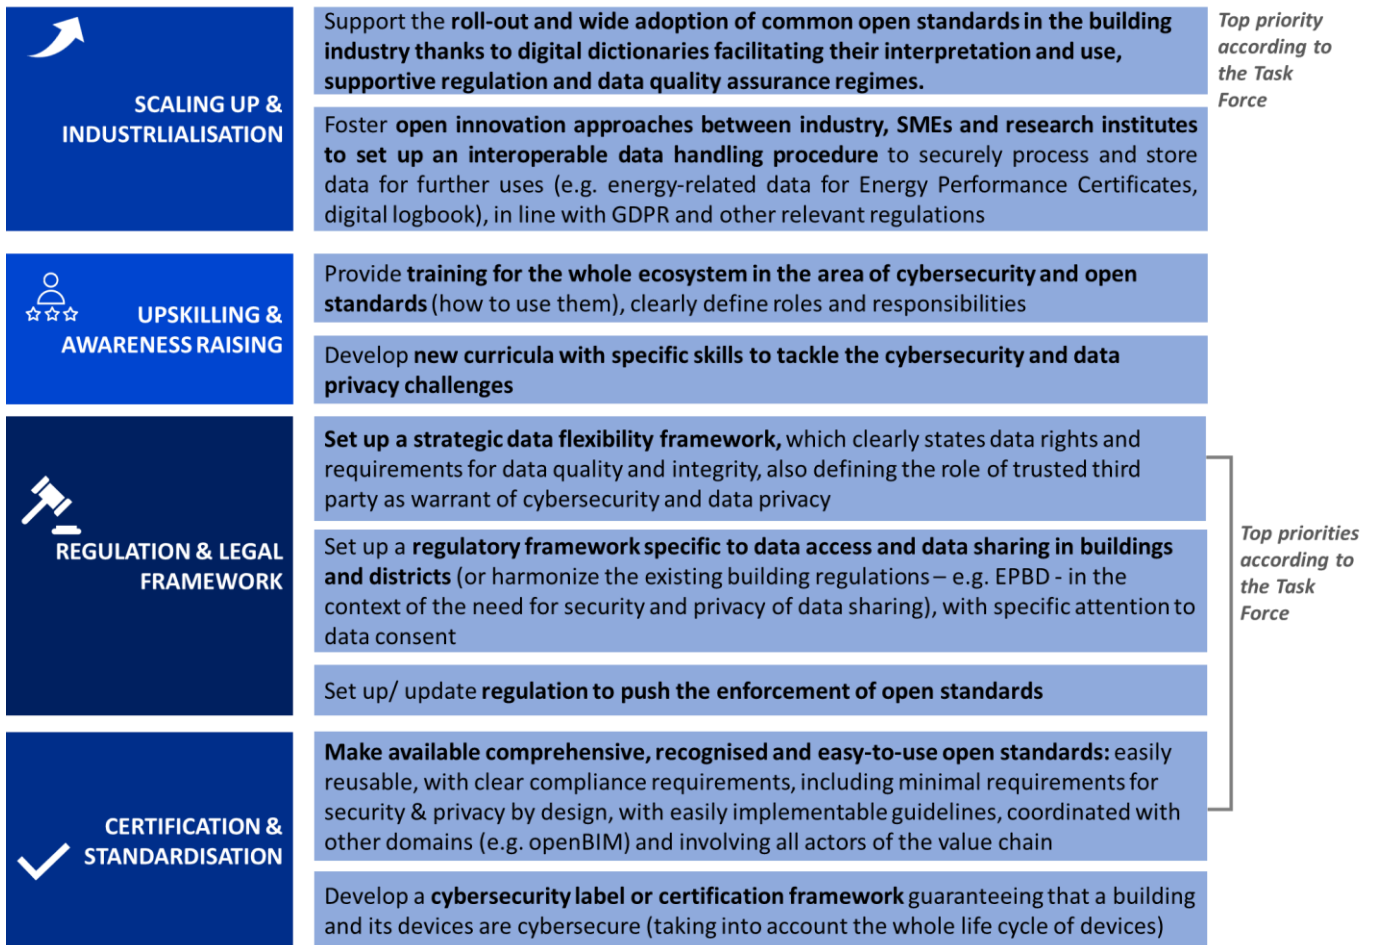 SCALING UP &
INDUSTRLIALISATION
Support the roll-out and wide adoption of common open standards in the building
industry thanks to digital dictionaries facilitating their interpretation and use,
supportive regulation and data quality assurance regimes.
Top priority
according to
the Task
Force
Foster open innovation approaches between industry, SMEs and research institutes
to set up an interoperable data handling procedure to securely process and store
data for further uses (e.g. energy-related data for Energy Performance Certificates,
digital logbook), in line with GDPR and other relevant regulations
UPSKILLING &
AWARENESS RAISING
Provide training for the whole ecosystem in the area of cybersecurity and open
standards (how to use them), clearly define roles and responsibilities
Develop new curricula with specific skills to tackle the cybersecurity and data
privacy challenges
REGULATION & LEGAL
FRAMEWORK
Set up a strategic data flexibility framework, which clearly states data rights and
requirements for data quality and integrity, also defining the role of trusted third
party as warrant of cybersecurity and data privacy
Set up a regulatory framework specific to data access and data sharing in buildings
and districts (or harmonize the existing building regulations – e.g. EPBD - in the
context of the need for security and privacy of data sharing), with specific attention to
data consent
Set up/ update regulation to push the enforcement of open standards
Top priorities
according to
the Task
Force
CERTIFICATION &
STANDARDISATION
Make available comprehensive, recognised and easy-to-use open standards: easily
reusable, with clear compliance requirements, including minimal requirements for
security & privacy by design, with easily implementable guidelines, coordinated with
other domains (e.g. openBIM) and involving all actors of the value chain
Develop a cybersecurity label or certification framework guaranteeing that a building
and its devices are cybersecure (taking into account the whole life cycle of devices)